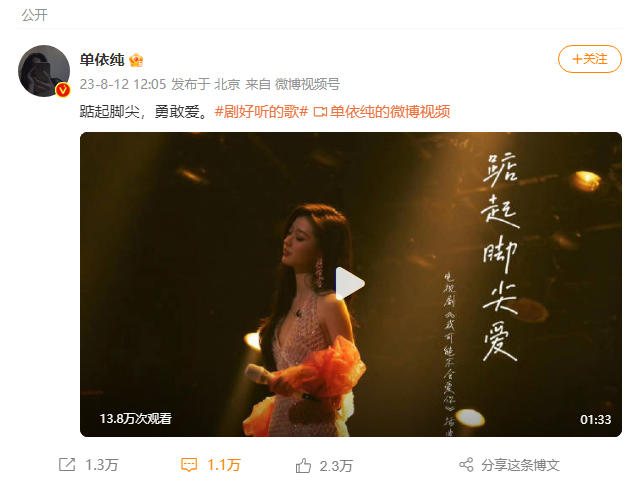 公开
单依纯
+关注
23-8-12 12:05 发布于 北京 来自 微博视频号
踮起脚尖，勇敢爱。#剧好听的歌# 单依纯的微博视频
踮起脚尖爱
电视剧《我可能不会爱你》插曲
13.8万次观看
01:33
1.3万
1.1万
2.3万
分享这条博文